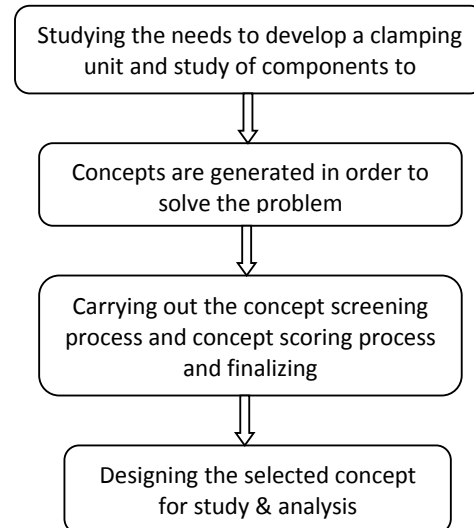 Studying the needs to develop a clamping
unit and study of components to
Concepts are generated in order to
solve the problem
Carrying out the concept screening
process and concept scoring process
and finalizing
Designing the selected concept
for study & analysis